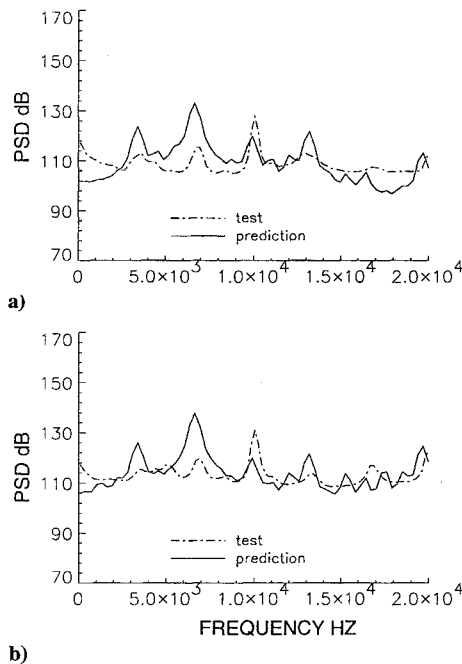 170
150
130
110
90
70
PSD dB
test
prediction
0 5.0×10³ 1.0×10⁴ 1.5×10⁴ 2.0×10⁴
a)
170
150
130
110
90
70
PSD dB
test
prediction
0 5.0×10³ 1.0×10⁴ 1.5×10⁴ 2.0×10⁴
FREQUENCY HZ
b)